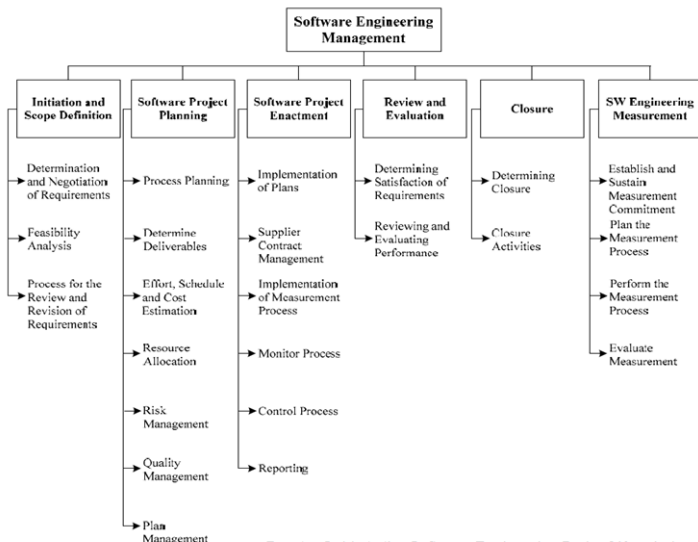 Software Engineering
Management
Initiation and
Scope Definition
Software Project
Planning
Software Project
Enactment
Review and
Evaluation
Closure
SW Engineering
Measurement
Determination
and Negotiation
of Requirements
Feasibility
Analysis
Process for the
Review and
Revision of
Requirements
Process Planning
Determine
Deliverables
Effort, Schedule
and Cost
Estimation
Resource
Allocation
Risk
Management
Quality
Management
Plan
Management
Implementation
of Plans
Supplier
Contract
Management
Implementation
of Measurement
Process
Monitor Process
Control Process
Reporting
Determining
Satisfaction of
Requirements
Reviewing and
Evaluating
Performance
Determining
Closure
Closure
Activities
Establish and
Sustain
Measurement
Commitment
Plan the
Measurement
Process
Perform the
Measurement
Process
Evaluate
Measurement